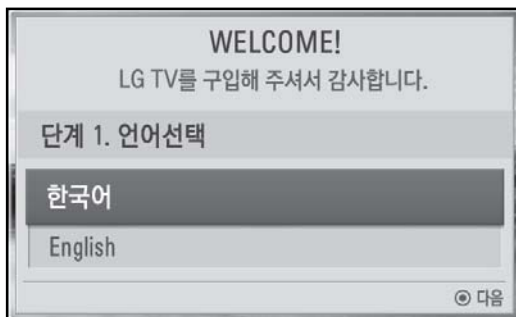 WELCOME!
LG TV를 구입해 주셔서 감사합니다.
단계 1. 언어선택
한국어
English
◉ 다음